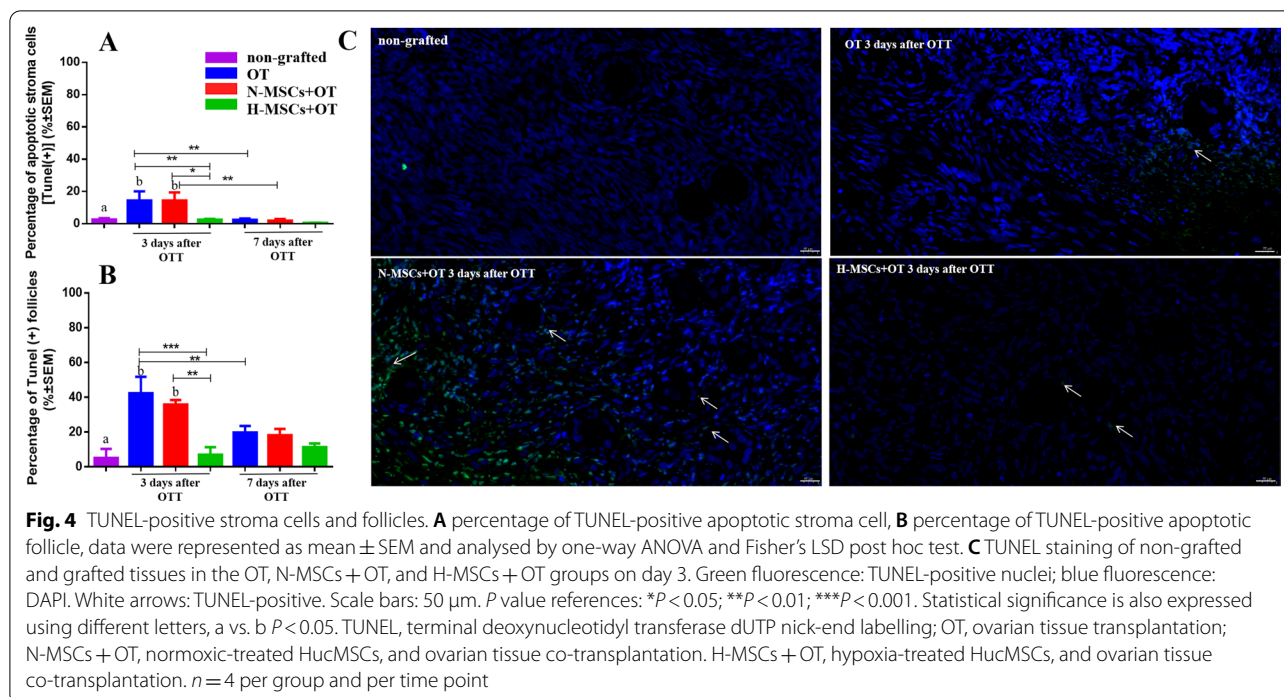 A
non-grafted
OT
N-MSCs+OT
H-MSCs+OT
Percentage of apoptotic stroma cells
[Tunel(+)] (%±SEM)
100
80
60
40
20
0
**
**
*
**
a
b
b
3 days after
OTT
7 days after
OTT
B
Percentage of Tunel (+) follicles
(%±SEM)
100
80
60
40
20
0
***
**
**
a
b
b
3 days after
OTT
7 days after
OTT
C
non-grafted
OT 3 days after OTT
N-MSCs+OT 3 days after OTT
H-MSCs+OT 3 days after OTT
Fig. 4 TUNEL-positive stroma cells and follicles. A percentage of TUNEL-positive apoptotic stroma cell, B percentage of TUNEL-positive apoptotic
follicle, data were represented as mean ± SEM and analysed by one-way ANOVA and Fisher's LSD post hoc test. C TUNEL staining of non-grafted
and grafted tissues in the OT, N-MSCs + OT, and H-MSCs + OT groups on day 3. Green fluorescence: TUNEL-positive nuclei; blue fluorescence:
DAPI. White arrows: TUNEL-positive. Scale bars: 50 μm. P value references: *P < 0.05; **P < 0.01; ***P < 0.001. Statistical significance is also expressed
using different letters, a vs. b P < 0.05. TUNEL, terminal deoxynucleotidyl transferase dUTP nick-end labelling; OT, ovarian tissue transplantation;
N-MSCs + OT, normoxic-treated HucMSCs, and ovarian tissue co-transplantation. H-MSCs + OT, hypoxia-treated HucMSCs, and ovarian tissue
co-transplantation. n = 4 per group and per time point